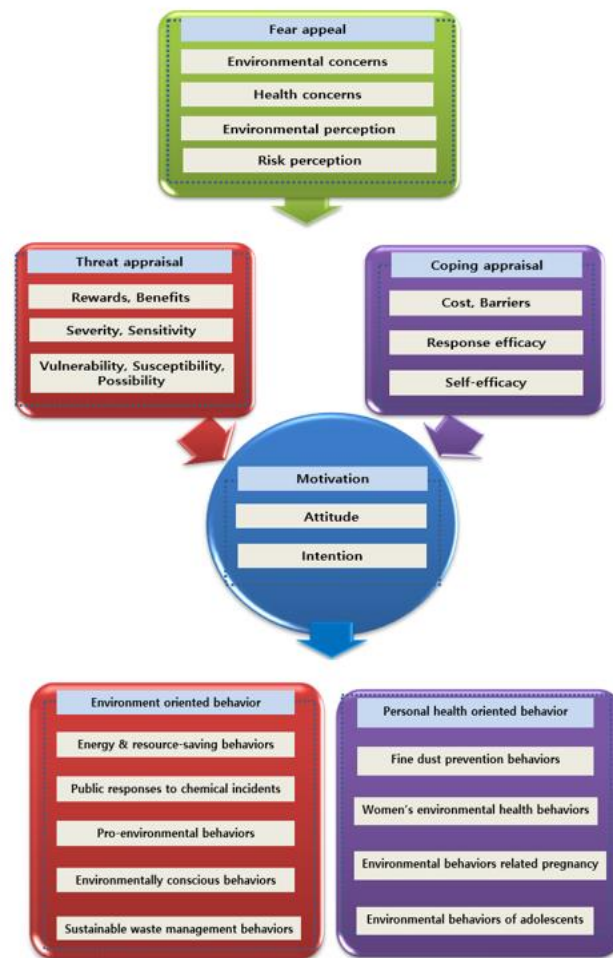 Fear appeal
Environmental concerns
Health concerns
Environmental perception
Risk perception
Threat appraisal
Rewards, Benefits
Severity, Sensitivity
Vulnerability, Susceptibility,
Possibility
Coping appraisal
Cost, Barriers
Response efficacy
Self-efficacy
Motivation
Attitude
Intention
Environment oriented behavior
Energy & resource-saving behaviors
Public responses to chemical incidents
Pro-environmental behaviors
Environmentally conscious behaviors
Sustainable waste management behaviors
Personal health oriented behavior
Fine dust prevention behaviors
Women's environmental health behaviors
Environmental behaviors related pregnancy
Environmental behaviors of adolescents